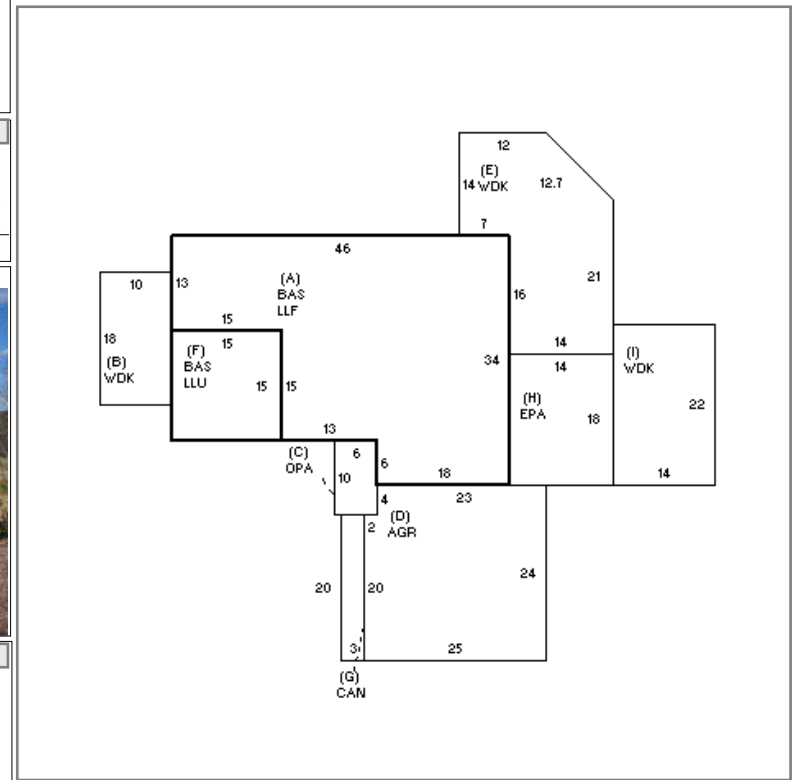 12
(E)
14 WDK
12.7
7
46
10
13
(A)
BAS
LLF
16
21
15
15
18
(B)
WDK
(F)
BAS
LLU
15
15
34
14
14
(I)
WDK
(H)
EPA
18
22
13
(C)
OPA
6
6
10
18
14
4
23
(D)
AGR
2
24
20
20
3
25
(G)
CAN